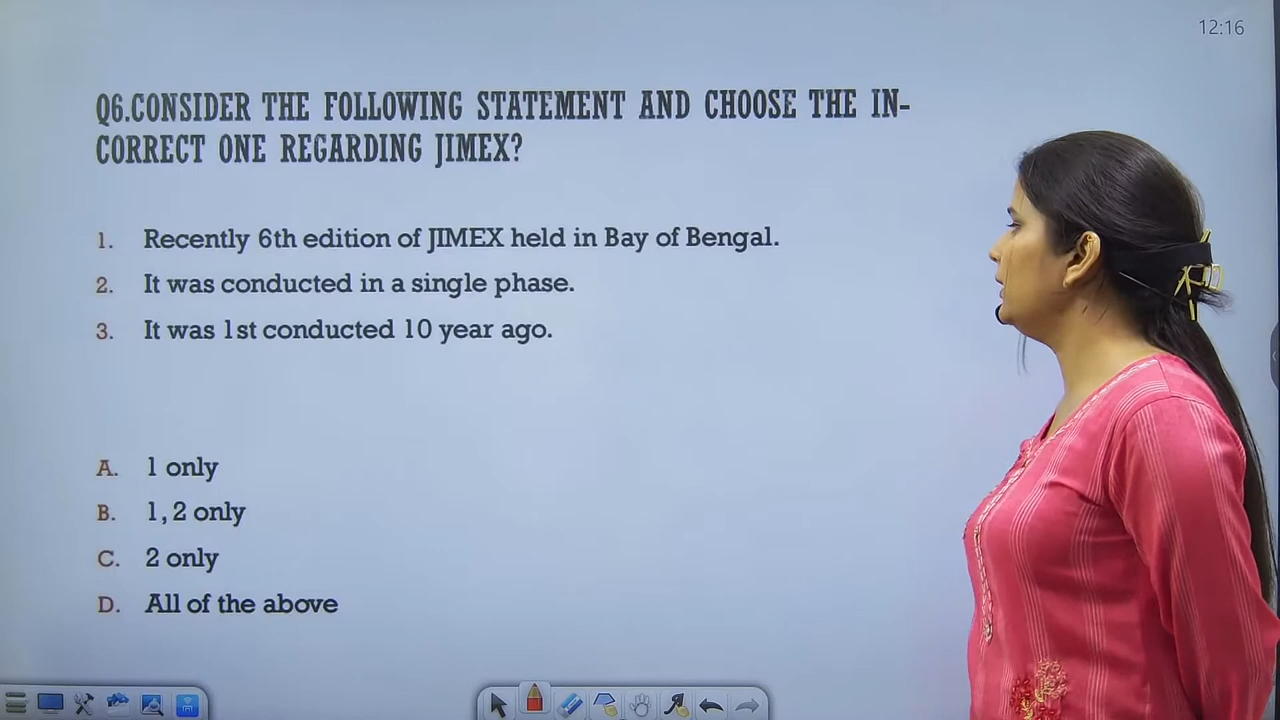 12:16
Q6.CONSIDER THE FOLLOWING STATEMENT AND CHOOSE THE IN-
CORRECT ONE REGARDING JIMEX?
1. Recently 6th edition of JIMEX held in Bay of Bengal.
2. It was conducted in a single phase.
3. It was 1st conducted 10 year ago.
A. 1 only
B. 1, 2 only
C. 2 only
D. All of the above